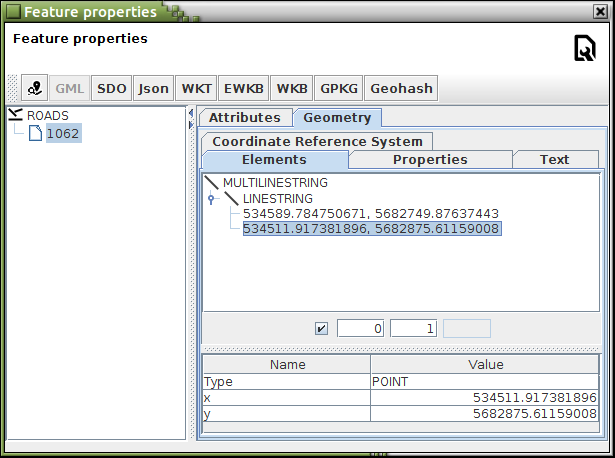 Feature properties
Feature properties
GML SDO Json WKT EWKB WKB GPKG Geohash
ROADS
1062
Attributes Geometry
Coordinate Reference System
Elements Properties Text
MULTILINESTRING
LINESTRING
534589.784750671, 5682749.87637443
534511.917381896, 5682875.61159008
0 1
Name Value
Type POINT
x 534511.917381896
y 5682875.61159008